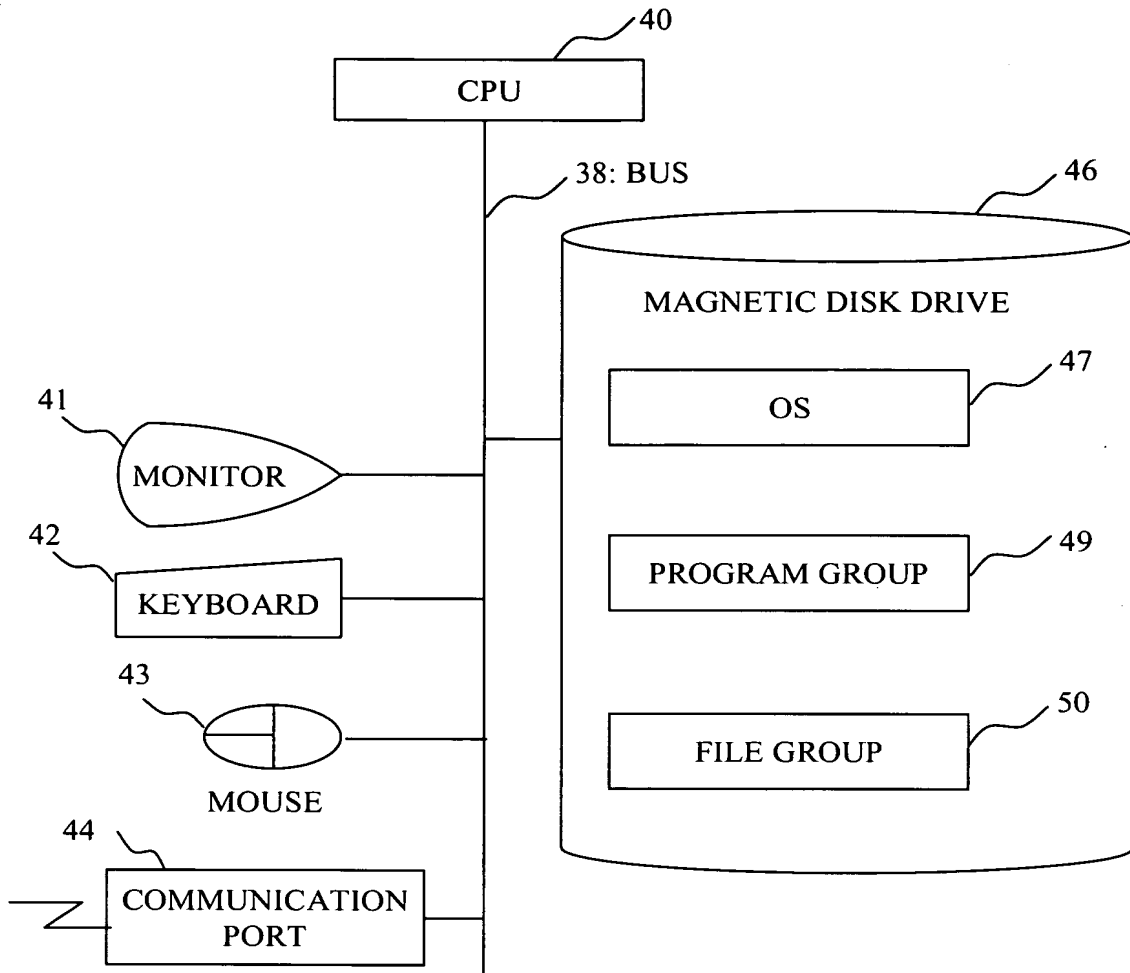 40
CPU
38: BUS
46
MAGNETIC DISK DRIVE
47
OS
41
MONITOR
42
KEYBOARD
49
PROGRAM GROUP
43
MOUSE
50
FILE GROUP
44
COMMUNICATION
PORT